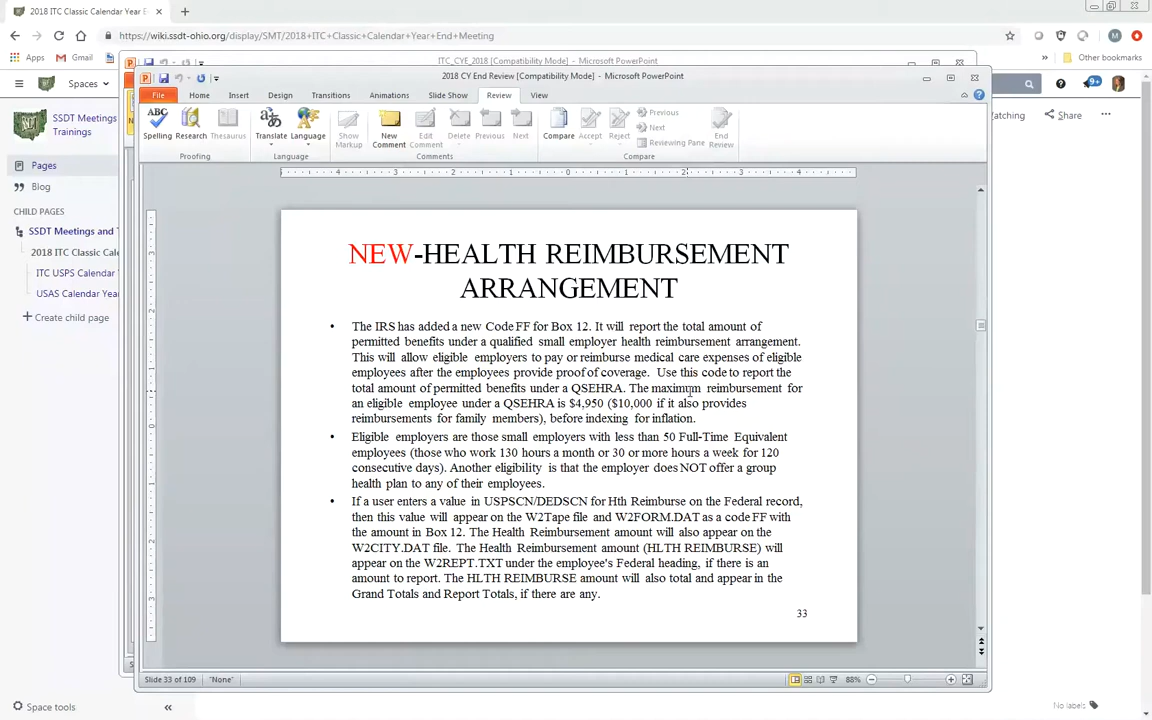 2018 ITC Classic Calendar Year E
https://wiki.ssdt-ohio.org/display/SMT/2018+ITC+Classic+Calendar+Year+End+Meeting
Apps
Gmail
Other bookmarks
ITC_CYE_2018 [Compatibility Mode] - Microsoft PowerPoint
2018 CY End Review [Compatibility Mode] - Microsoft PowerPoint
Spaces
9+
File Home Insert Design Transitions Animations Slide Show Review View
ABC
Spelling Research Thesaurus
Translate Language
Show Markup
New Comment
Edit Comment
Delete Previous Next
Compare Accept Reject
Previous
Next
Reviewing Pane
End Review
Proofing Language Comments Compare
SSDT Meetings
Trainings
atching
Share
Pages
Blog
CHILD PAGES
SSDT Meetings and T
2018 ITC Classic Cale
ITC USPS Calendar
USAS Calendar Yea
Create child page
NEW-HEALTH REIMBURSEMENT
ARRANGEMENT
• The IRS has added a new Code FF for Box 12. It will report the total amount of
permitted benefits under a qualified small employer health reimbursement arrangement.
This will allow eligible employers to pay or reimburse medical care expenses of eligible
employees after the employees provide proof of coverage. Use this code to report the
total amount of permitted benefits under a QSEHRA. The maximum reimbursement for
an eligible employee under a QSEHRA is $4,950 ($10,000 if it also provides
reimbursements for family members), before indexing for inflation.
• Eligible employers are those small employers with less than 50 Full-Time Equivalent
employees (those who work 130 hours a month or 30 or more hours a week for 120
consecutive days). Another eligibility is that the employer does NOT offer a group
health plan to any of their employees.
• If a user enters a value in USPSCN/DEDSCN for Hth Reimburse on the Federal record,
then this value will appear on the W2Tape file and W2FORM.DAT as a code FF with
the amount in Box 12. The Health Reimbursement amount will also appear on the
W2CITY.DAT file. The Health Reimbursement amount (HLTH REIMBURSE) will
appear on the W2REPT.TXT under the employee's Federal heading, if there is an
amount to report. The HLTH REIMBURSE amount will also total and appear in the
Grand Totals and Report Totals, if there are any.
33
Slide 33 of 109
"None"
88%
Space tools
No labels